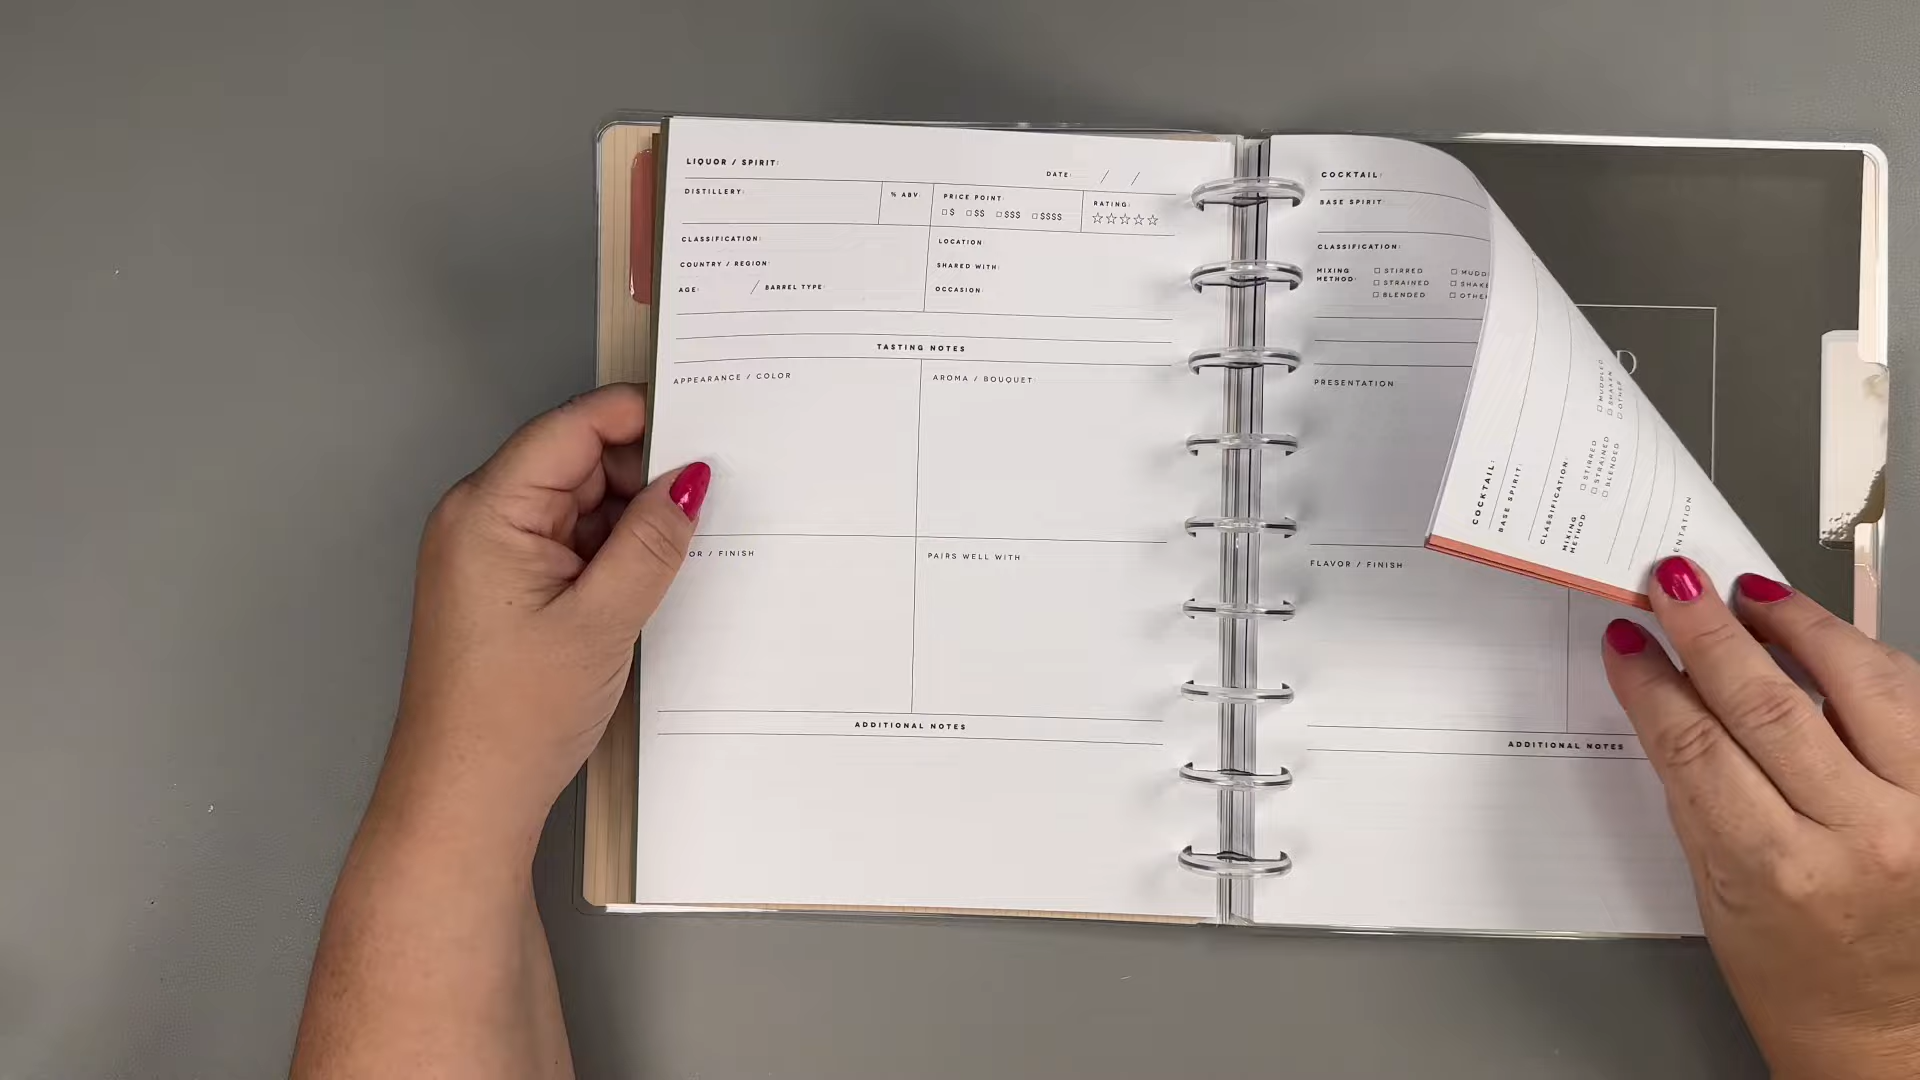 LIQUOR / SPIRIT:
DATE: / /
DISTILLERY:
% ABV:
PRICE POINT:
$ $$ $$$ $$$$
RATING:
CLASSIFICATION:
COUNTRY / REGION:
AGE: / BARREL TYPE:
LOCATION:
SHARED WITH:
OCCASION:
TASTING NOTES
APPEARANCE / COLOR
AROMA / BOUQUET
/ FINISH
PAIRS WELL WITH
ADDITIONAL NOTES
COCKTAIL:
BASE SPIRIT:
CLASSIFICATION:
MIXING METHOD:
STIRRED
STRAINED
BLENDED
PRESENTATION
FLAVOR / FINISH
ADDITIONAL NOTES
COCKTAIL:
BASE SPIRIT:
CLASSIFICATION:
MIXING METHOD
STIRRED
STRAINED
BLENDED
MUDDLED
SHAKEN
OTHER